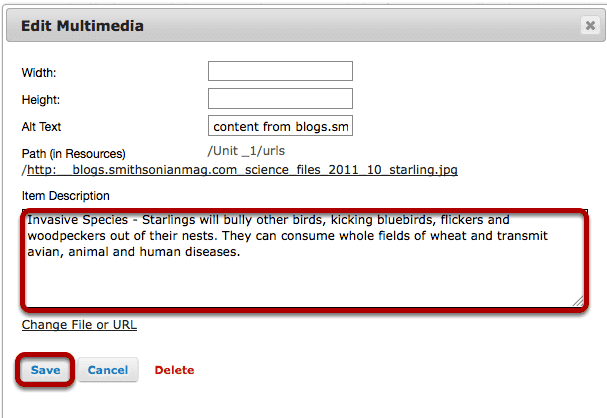 Edit Multimedia
Width:
Height:
Alt Text content from blogs.sm
Path (in Resources) /Unit _1/urls
/http:__blogs.smithsonianmag.com_science_files_2011_10_starling.jpg
Item Description
Invasive Species - Starlings will bully other birds, kicking bluebirds, flickers and
woodpeckers out of their nests. They can consume whole fields of wheat and transmit
avian, animal and human diseases.
Change File or URL
Save Cancel Delete